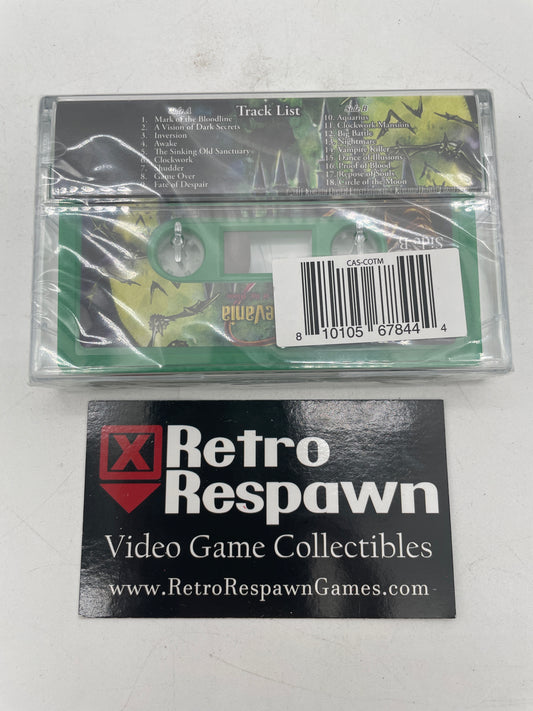 Side A
Track List
Side B
1. Mark of the Bloodline
2. A Vision of Dark Secrets
3. Inversion
4. Awake
5. The Sinking Old Sanctuary
6. Clockwork
7. Shudder
8. Game Over
9. Fate of Despair
10. Aquarius
11. Clockwork Mansion
12. Big Battle
13. Nightmare
14. Vampire Killer
15. Dance of Illusions
16. Proof of Blood
17. Repose of Souls
18. Circle of the Moon
Side B
leVania
CAS-COTM
8 10105 67844 4
X Retro
Respawn
Video Game Collectibles
www.RetroRespawnGames.com